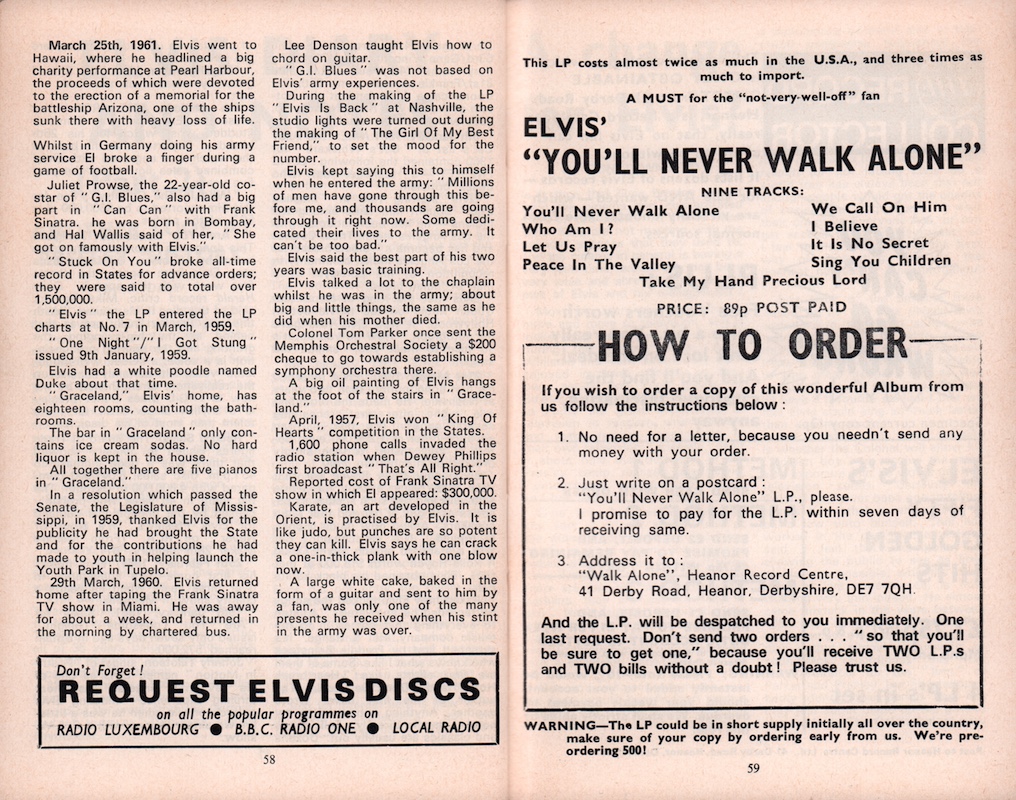 March 25th, 1961. Elvis went to
Hawaii, where he headlined a big
charity performance at Pearl Harbour,
the proceeds of which were devoted
to the erection of a memorial for the
battleship Arizona, one of the ships
sunk there with heavy loss of life.
Whilst in Germany doing his army
service El broke a finger during a
game of football.
Juliet Prowse, the 22-year-old co-
star of "G.I. Blues," also had a big
part in "Can Can" with Frank
Sinatra. he was born in Bombay,
and Hal Wallis said of her, "She
got on famously with Elvis."
"Stuck On You" broke all-time
record in States for advance orders;
they were said to total over
1,500,000.
"Elvis" the LP entered the LP
charts at No. 7 in March, 1959.
"One Night"/"I Got Stung"
issued 9th January, 1959.
Elvis had a white poodle named
Duke about that time.
"Graceland," Elvis' home, has
eighteen rooms, counting the bath-
rooms.
The bar in "Graceland" only con-
tains ice cream sodas. No hard
liquor is kept in the house.
All together there are five pianos
in "Graceland."
In a resolution which passed the
Senate, the Legislature of Missis-
sippi, in 1959, thanked Elvis for the
publicity he had brought the State
and for the contributions he had
made to youth in helping launch the
Youth Park in Tupelo.
29th March, 1960. Elvis returned
home after taping the Frank Sinatra
TV show in Miami. He was away
for about a week, and returned in
the morning by chartered bus.
Lee Denson taught Elvis how to
chord on guitar.
"G.I. Blues" was not based on
Elvis' army experiences.
During the making of the LP
"Elvis Is Back" at Nashville, the
studio lights were turned out during
the making of "The Girl Of My Best
Friend," to set the mood for the
number.
Elvis kept saying this to himself
when he entered the army: "Millions
of men have gone through this be-
fore me, and thousands are going
through it right now. Some dedi-
cated their lives to the army. It
can't be too bad."
Elvis said the best part of his two
years was basic training.
Elvis talked a lot to the chaplain
whilst he was in the army; about
big and little things, the same as he
did when his mother died.
Colonel Tom Parker once sent the
Memphis Orchestral Society a $200
cheque to go towards establishing a
symphony orchestra there.
A big oil painting of Elvis hangs
at the foot of the stairs in "Grace-
land."
April, 1957, Elvis won "King Of
Hearts" competition in the States.
1,600 phone calls invaded the
radio station when Dewey Phillips
first broadcast "That's All Right."
Reported cost of Frank Sinatra TV
show in which El appeared: $300,000.
Karate, an art developed in the
Orient, is practised by Elvis. It is
like judo, but punches are so potent
they can kill. Elvis says he can crack
a one-in-thick plank with one blow
now.
A large white cake, baked in the
form of a guitar and sent to him by
a fan, was only one of the many
presents he received when his stint
in the army was over.
Don't Forget!
REQUEST ELVIS DISCS
on all the popular programmes on
RADIO LUXEMBOURG ● B.B.C. RADIO ONE ● LOCAL RADIO
58
This LP costs almost twice as much in the U.S.A., and three times as
much to import.
A MUST for the "not-very-well-off" fan
ELVIS'
"YOU'LL NEVER WALK ALONE"
NINE TRACKS:
You'll Never Walk Alone
Who Am I?
Let Us Pray
Peace In The Valley
We Call On Him
I Believe
It Is No Secret
Sing You Children
Take My Hand Precious Lord
PRICE: 89p POST PAID
HOW TO ORDER
If you wish to order a copy of this wonderful Album from
us follow the instructions below:
1. No need for a letter, because you needn't send any
money with your order.
2. Just write on a postcard:
"You'll Never Walk Alone" L.P., please.
I promise to pay for the L.P. within seven days of
receiving same.
3. Address it to:
"Walk Alone", Heanor Record Centre,
41 Derby Road, Heanor, Derbyshire, DE7 7QH.
And the L.P. will be despatched to you immediately. One
last request. Don't send two orders . . . "so that you'll
be sure to get one," because you'll receive TWO L.P.s
and TWO bills without a doubt! Please trust us.
WARNING—The LP could be in short supply initially all over the country,
make sure of your copy by ordering early from us. We're pre-
ordering 500!
59